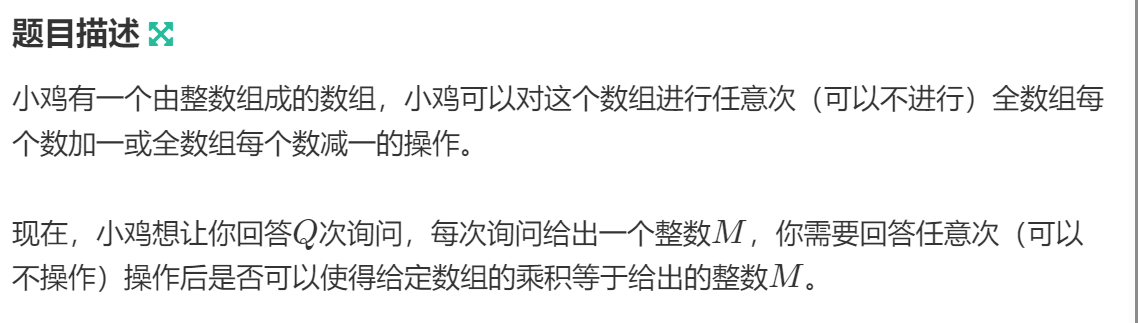 题目描述
小鸡有一个由整数组成的数组，小鸡可以对这个数组进行任意次（可以不进行）全数组每
个数加一或全数组每个数减一的操作。
现在，小鸡想让你回答Q次询问，每次询问给出一个整数M，你需要回答任意次（可以
不操作）操作后是否可以使得给定数组的乘积等于给出的整数M。